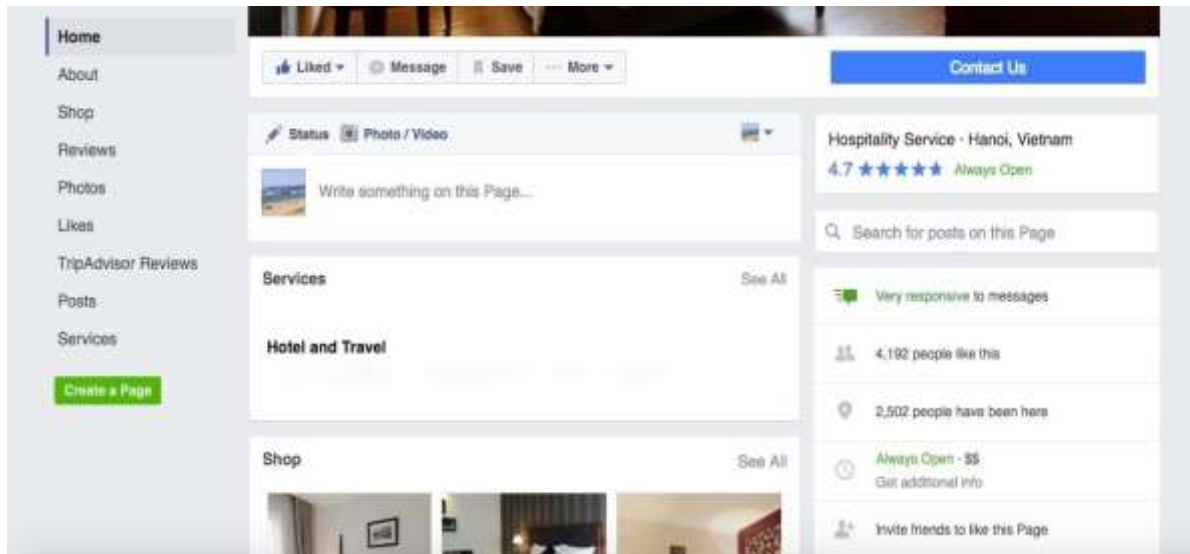 Home
About
Shop
Reviews
Photos
Likes
TripAdvisor Reviews
Posts
Services
Create a Page
Liked
Message
Save
More
Contact Us
Status
Photo / Video
Write something on this Page...
Services
See All
Hotel and Travel
Shop
See All
Hospitality Service · Hanoi, Vietnam
4.7 ★★★★★ Always Open
Search for posts on this Page
Very responsive to messages
4,192 people like this
2,502 people have been here
Always Open · $$
Get additional info
Invite friends to like this Page